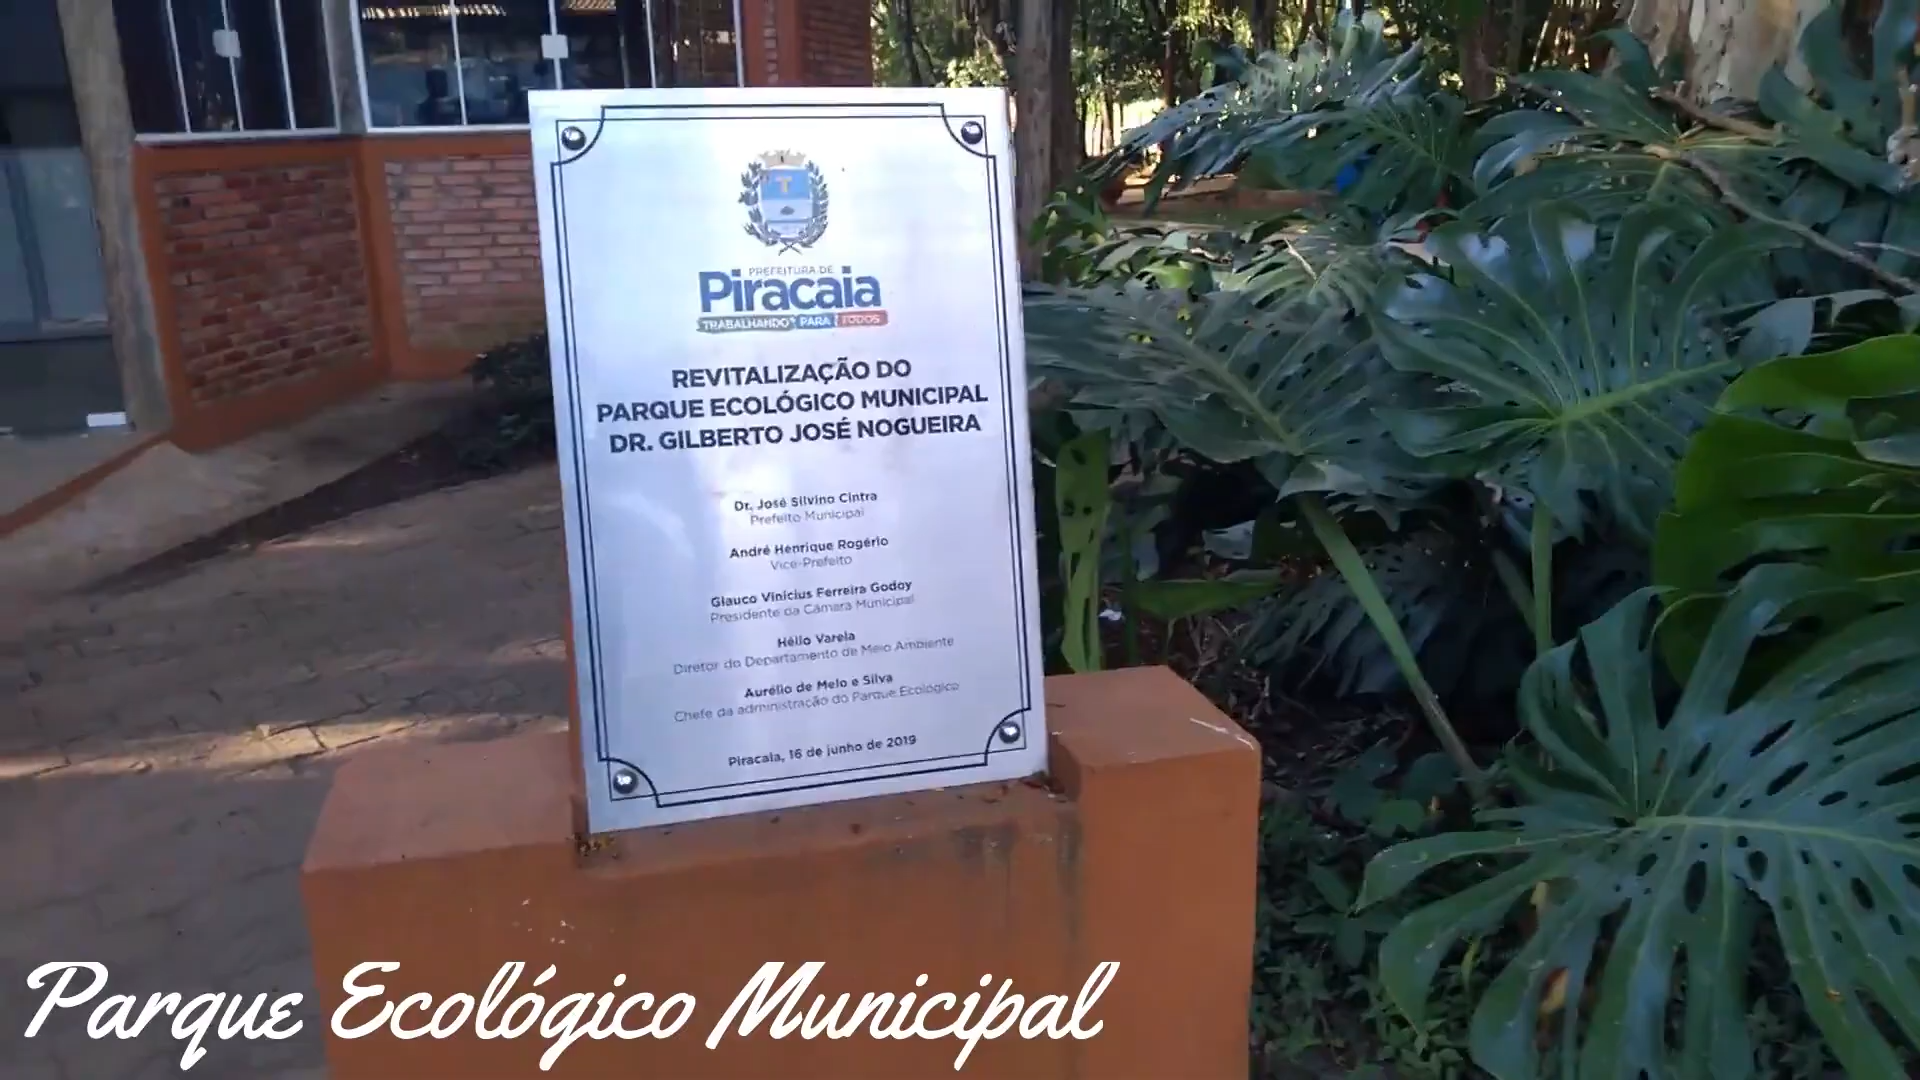 PREFEITURA DE
Piracaia
TRABALHANDO PARA TODOS
REVITALIZAÇÃO DO
PARQUE ECOLÓGICO MUNICIPAL
DR. GILBERTO JOSÉ NOGUEIRA
Dr. José Silvino Cintra
Prefeito Municipal
André Henrique Rogério
Vice-Prefeito
Glauco Vinicius Ferreira Godoy
Presidente da Câmara Municipal
Hélio Varela
Diretor do Departamento de Meio Ambiente
Aurélio de Melo e Silva
Chefe da administração do Parque Ecológico
Piracaia, 16 de junho de 2019
Parque Ecológico Municipal